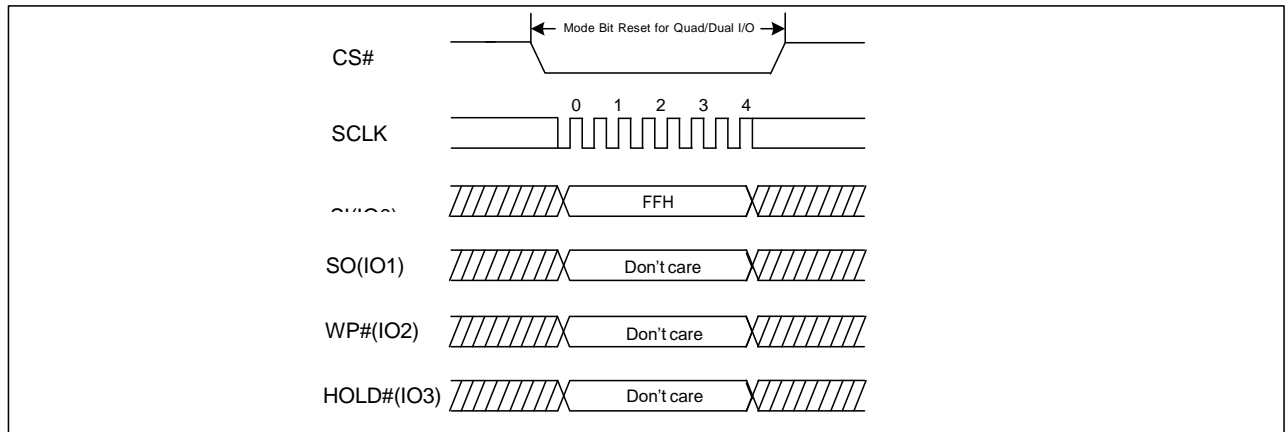 Mode Bit Reset for Quad/Dual I/O
CS#
0 1 2 3 4
SCLK
FFH
SO(IO1) Don't care
WP#(IO2) Don't care
HOLD#(IO3) Don't care